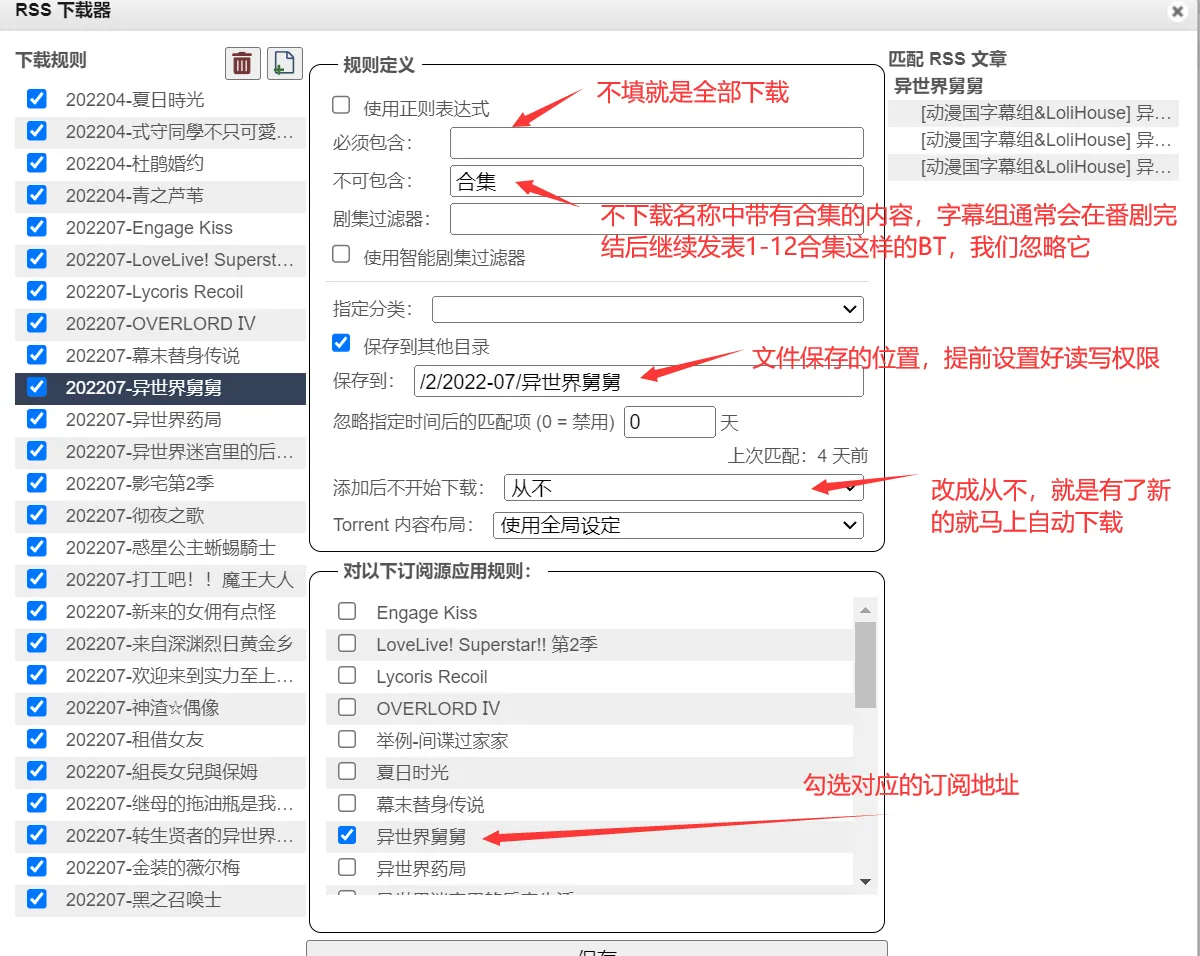 RSS 下载器
下载规则
202204-夏日時光
202204-式守同學不只可愛...
202204-杜鹃婚约
202204-青之芦苇
202207-Engage Kiss
202207-LoveLive! Superst...
202207-Lycoris Recoil
202207-OVERLORD Ⅳ
202207-幕末替身传说
202207-异世界舅舅
202207-异世界药局
202207-异世界迷宫里的后...
202207-影宅第2季
202207-彻夜之歌
202207-惑星公主蜥蜴騎士
202207-打工吧！！魔王大人
202207-新来的女佣有点怪
202207-来自深渊烈日黄金乡
202207-欢迎来到实力至上...
202207-神渣☆偶像
202207-租借女友
202207-組長女兒與保姆
202207-继母的拖油瓶是我...
202207-转生贤者的异世界...
202207-金装的薇尔梅
202207-黑之召喚士
规则定义
使用正则表达式
不填就是全部下载
必须包含：
不可包含： 合集
剧集过滤器：
不下载名称中带有合集的内容，字幕组通常会在番剧完
结后继续发表1-12合集这样的BT，我们忽略它
使用智能剧集过滤器
指定分类：
保存到其他目录
文件保存的位置，提前设置好读写权限
保存到： /2/2022-07/异世界舅舅
忽略指定时间后的匹配项 (0 = 禁用) 0 天
上次匹配：4 天前
添加后不开始下载： 从不
改成从不，就是有了新
的就马上自动下载
Torrent 内容布局： 使用全局设定
对以下订阅源应用规则：
Engage Kiss
LoveLive! Superstar!! 第2季
Lycoris Recoil
OVERLORD Ⅳ
举例-间谍过家家
夏日时光
幕末替身传说
勾选对应的订阅地址
异世界舅舅
异世界药局
匹配 RSS 文章
异世界舅舅
[动漫国字幕组&LoliHouse] 异...
[动漫国字幕组&LoliHouse] 异...
[动漫国字幕组&LoliHouse] 异...